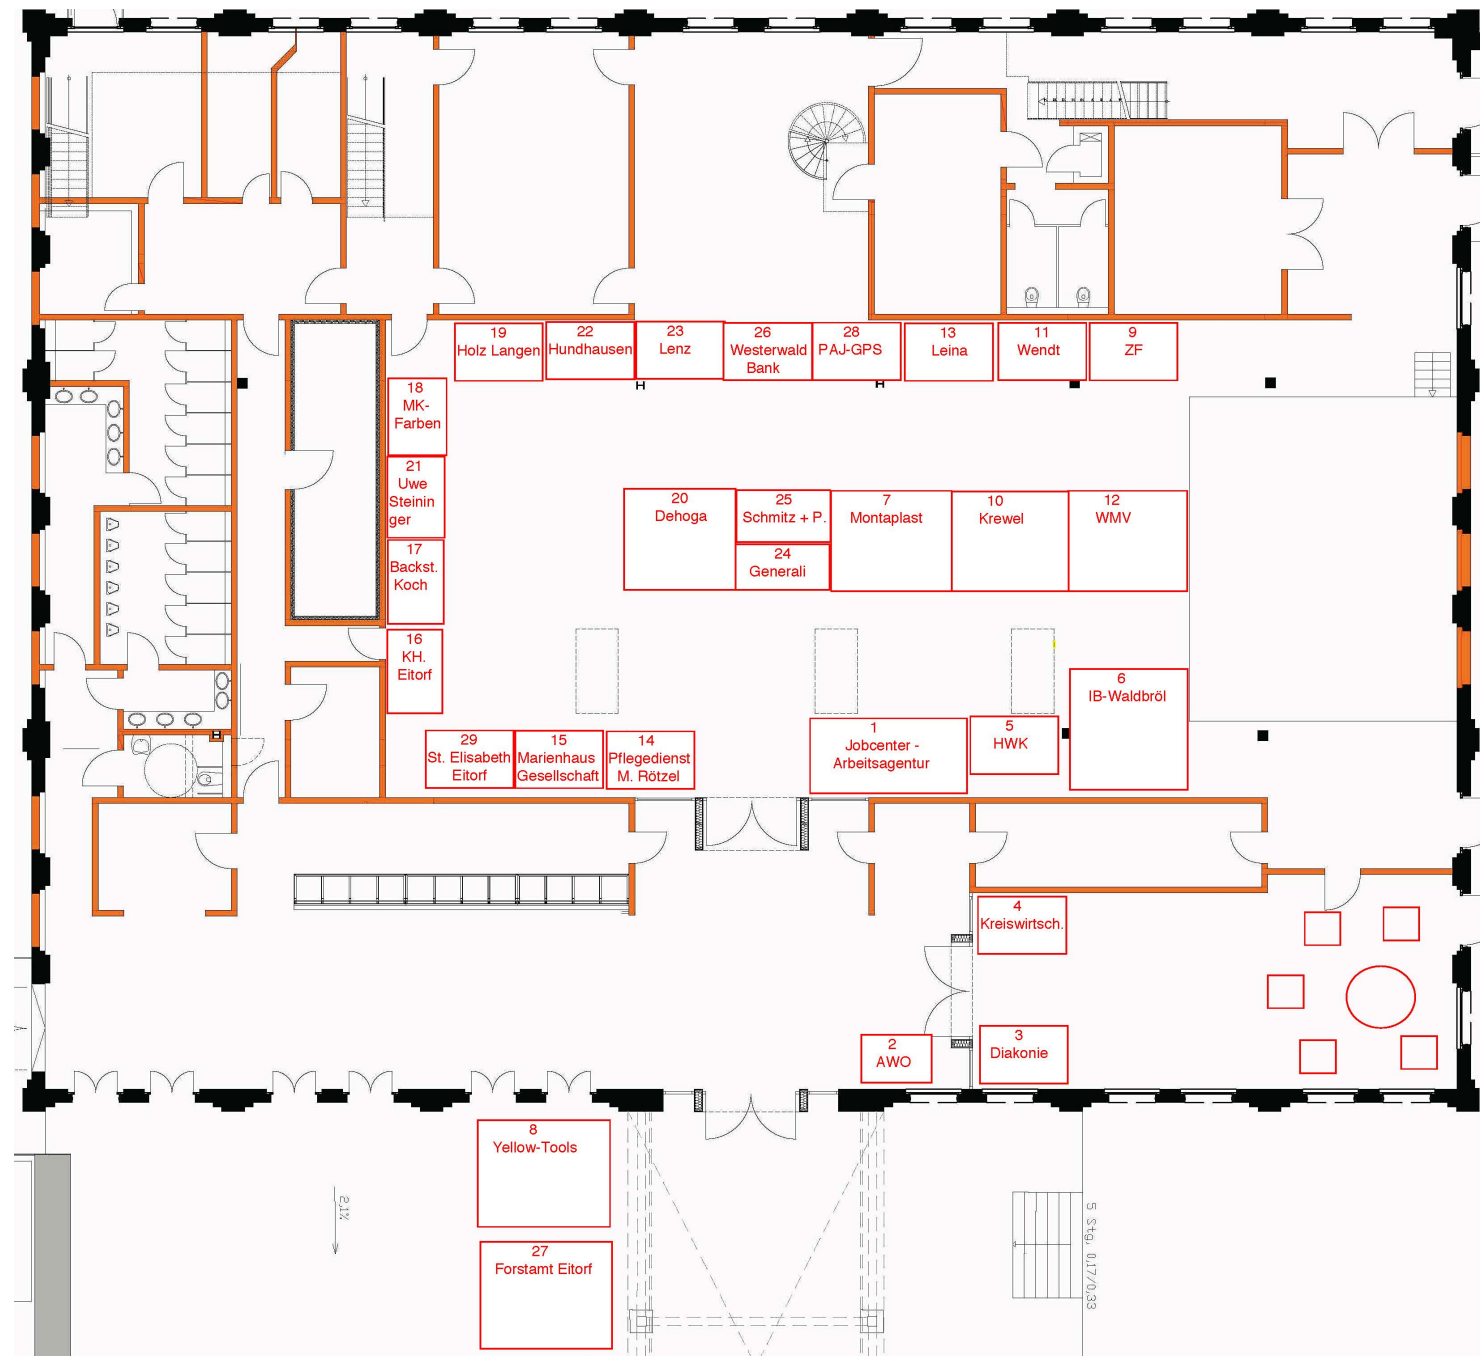 19
Holz Langen
22
Hundhausen
23
Lenz
26
Westerwald
Bank
28
PAJ-GPS
13
Leina
11
Wendt
9
ZF
18
MK-
Farben
21
Uwe
Steinin
ger
17
Backst.
Koch
16
KH.
Eitorf
20
Dehoga
25
Schmitz + P.
24
Generali
7
Montaplast
10
Krewel
12
WMV
6
IB-Waldbröl
29
St. Elisabeth
Eitorf
15
Marienhaus
Gesellschaft
14
Pflegedienst
M. Rötzel
1
Jobcenter -
Arbeitsagentur
5
HWK
4
Kreiswirtsch.
2
AWO
3
Diakonie
8
Yellow-Tools
27
Forstamt Eitorf
2,1%
5 Stg. 0,17/0,33